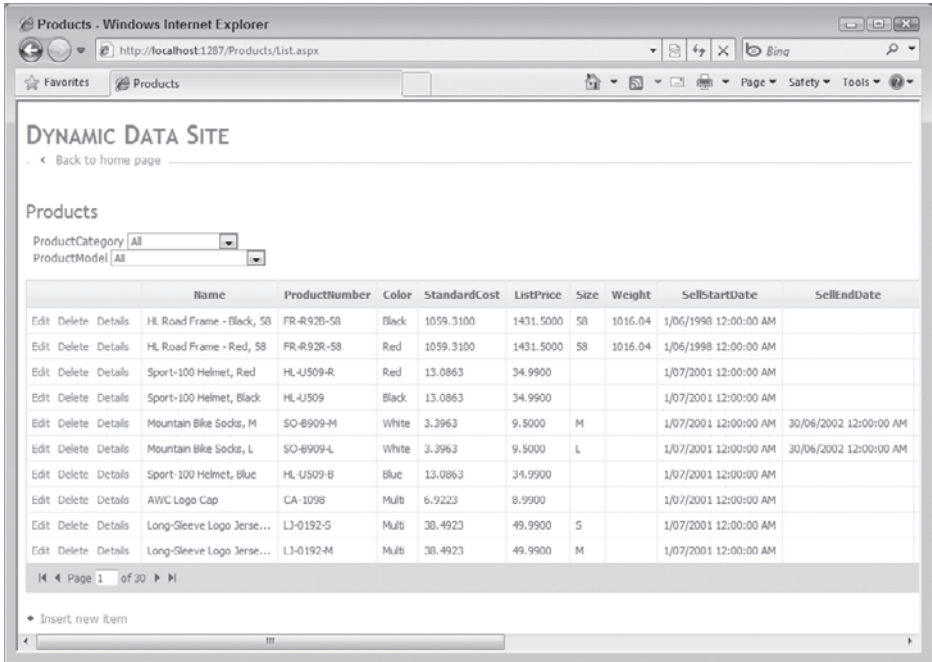 Products - Windows Internet Explorer
http://localhost:1287/Products/List.aspx
Bing
Favorites
Products
Page
Safety
Tools
DYNAMIC DATA SITE
Back to home page
Products
ProductCategory All
ProductModel All
Name ProductNumber Color StandardCost ListPrice Size Weight SellStartDate SellEndDate
Edit Delete Details HL Road Frame - Black, 58 FR-R92B-58 Black 1059.3100 1431.5000 58 1016.04 1/06/1998 12:00:00 AM
Edit Delete Details HL Road Frame - Red, 58 FR-R92R-58 Red 1059.3100 1431.5000 58 1016.04 1/06/1998 12:00:00 AM
Edit Delete Details Sport-100 Helmet, Red HL-U509-R Red 13.0863 34.9900 1/07/2001 12:00:00 AM
Edit Delete Details Sport-100 Helmet, Black HL-U509 Black 13.0863 34.9900 1/07/2001 12:00:00 AM
Edit Delete Details Mountain Bike Socks, M SO-B909-M White 3.3963 9.5000 M 1/07/2001 12:00:00 AM 30/06/2002 12:00:00 AM
Edit Delete Details Mountain Bike Socks, L SO-B909-L White 3.3963 9.5000 L 1/07/2001 12:00:00 AM 30/06/2002 12:00:00 AM
Edit Delete Details Sport-100 Helmet, Blue HL-U509-B Blue 13.0863 34.9900 1/07/2001 12:00:00 AM
Edit Delete Details AWC Logo Cap CA-1098 Multi 6.9223 8.9900 1/07/2001 12:00:00 AM
Edit Delete Details Long-Sleeve Logo Jerse... LJ-0192-S Multi 38.4923 49.9900 S 1/07/2001 12:00:00 AM
Edit Delete Details Long-Sleeve Logo Jerse... LJ-0192-M Multi 38.4923 49.9900 M 1/07/2001 12:00:00 AM
Page 1 of 30
Insert new item